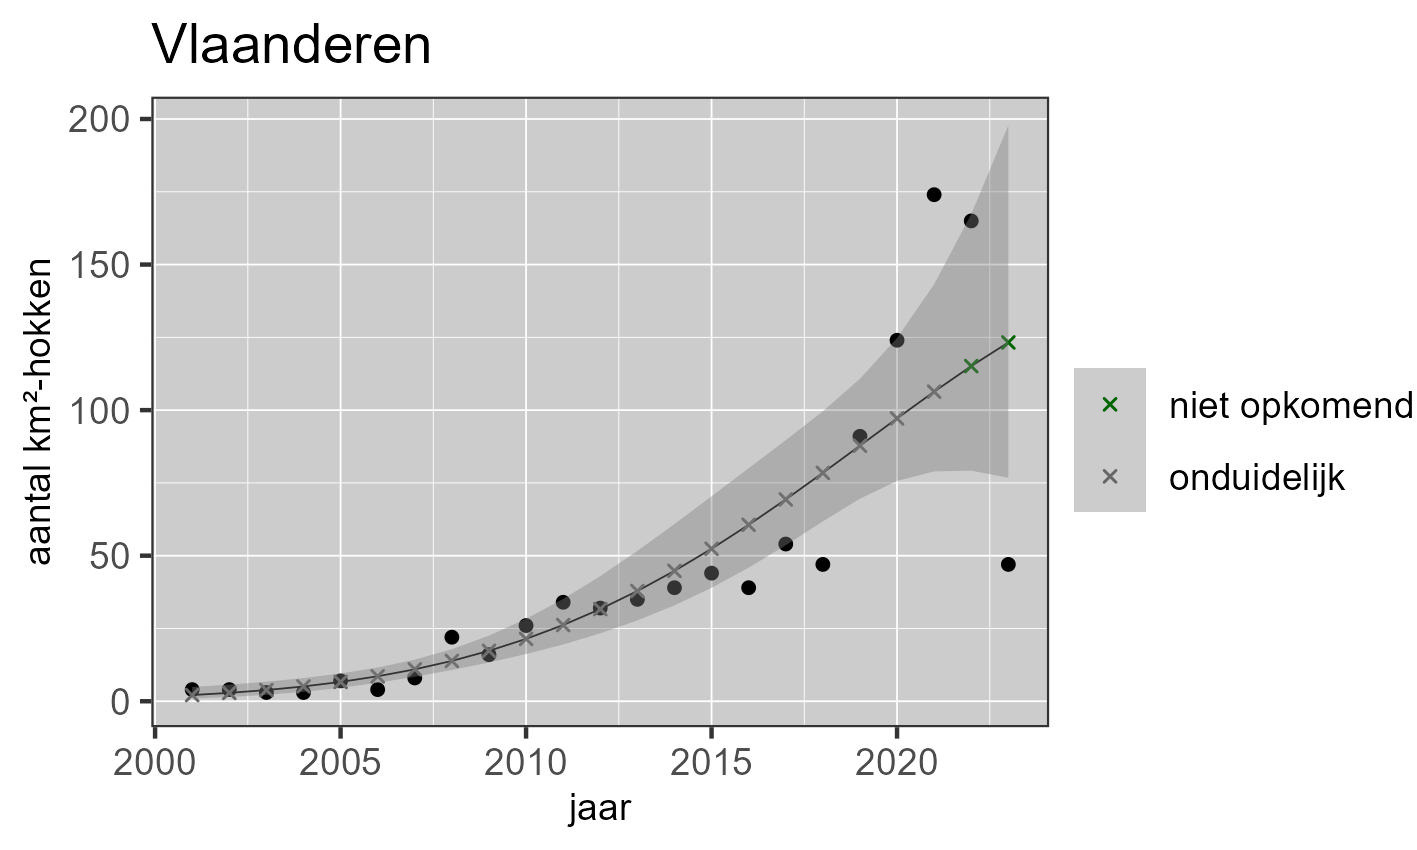 Vlaanderen
200
150
100
50
0
aantal km²-hokken
2000 2005 2010 2015 2020
jaar
niet opkomend
onduidelijk